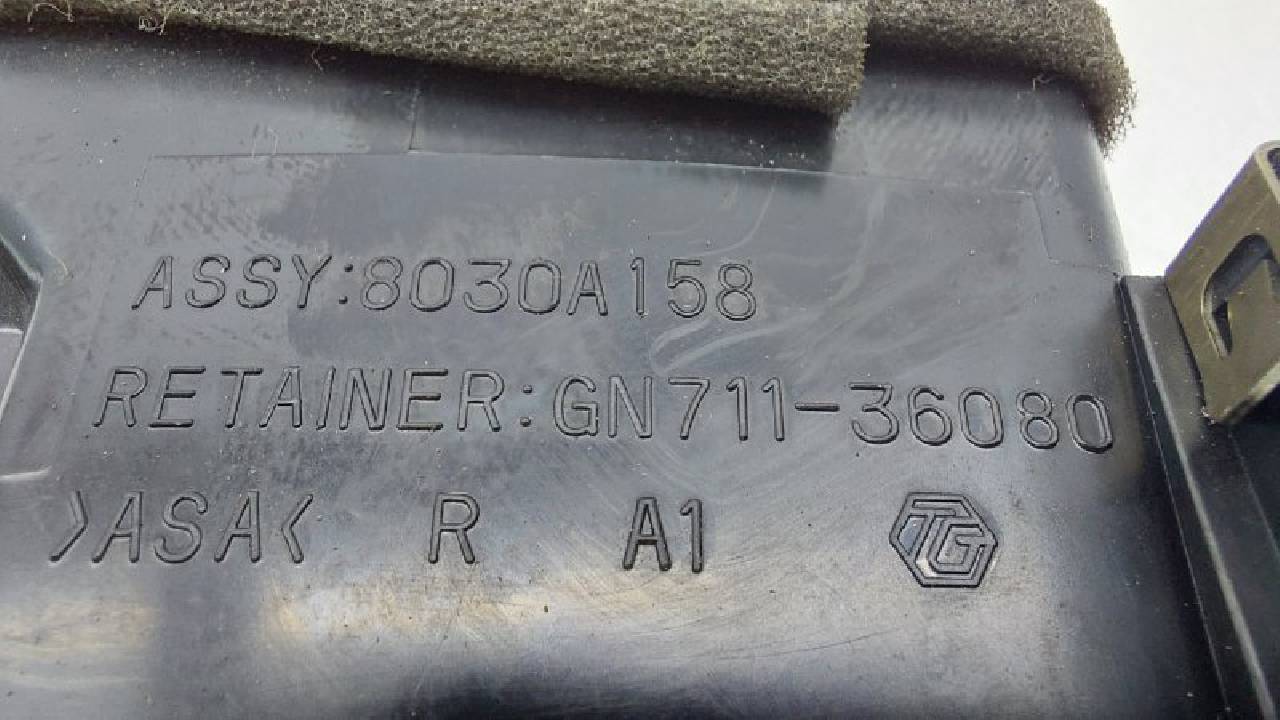 ASSY:8030A158
RETAINER:GN711-36080
>ASA< R A1 TG